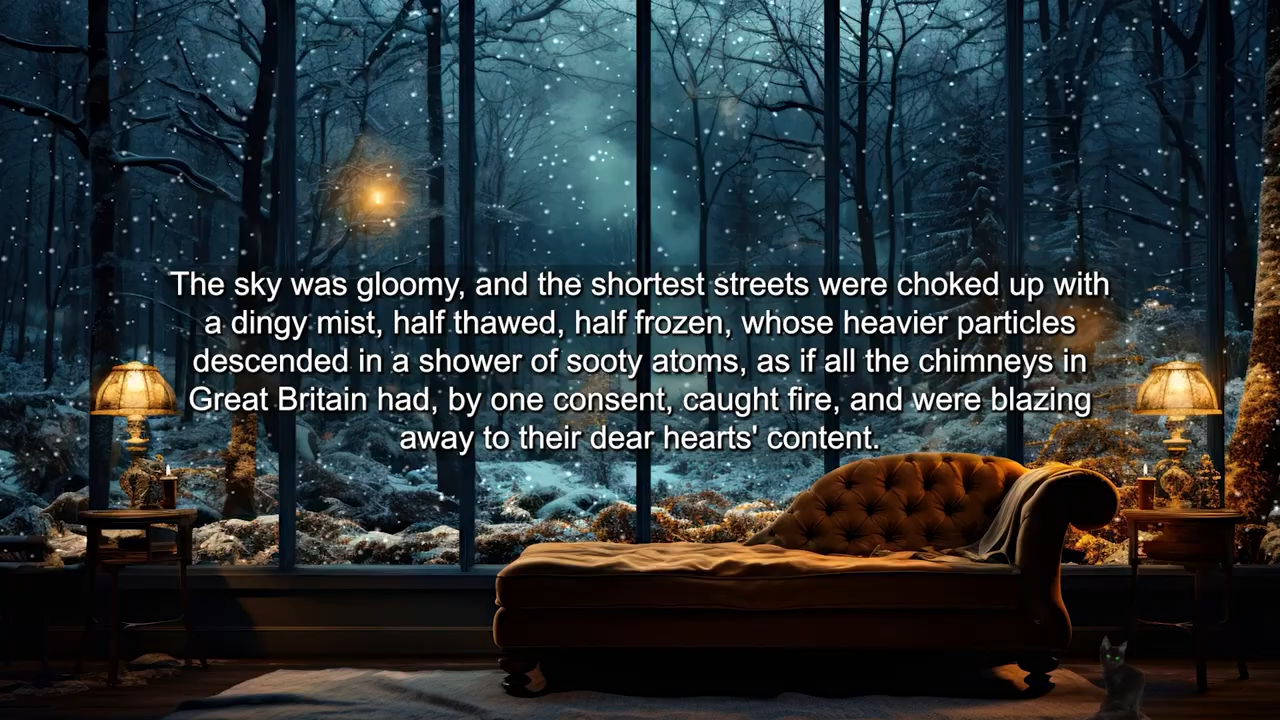 The sky was gloomy, and the shortest streets were choked up with
a dingy mist, half thawed, half frozen, whose heavier particles
descended in a shower of sooty atoms, as if all the chimneys in
Great Britain had, by one consent, caught fire, and were blazing
away to their dear hearts' content.